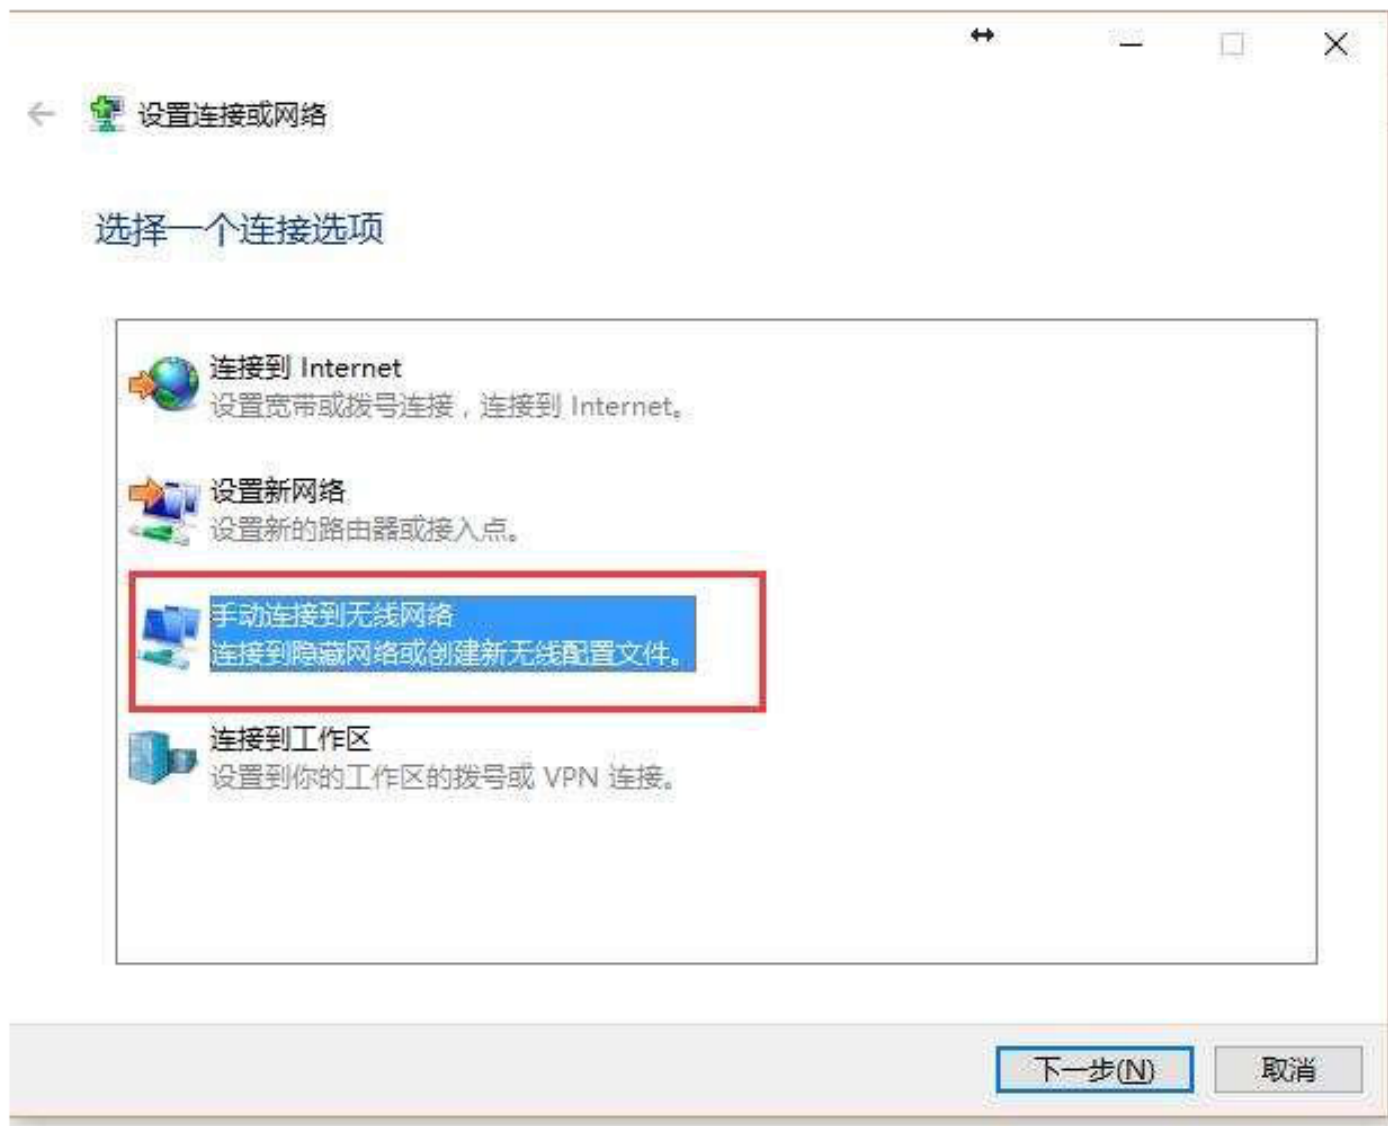 设置连接或网络
选择一个连接选项
连接到 Internet
设置宽带或拨号连接，连接到 Internet。
设置新网络
设置新的路由器或接入点。
手动连接到无线网络
连接到隐藏网络或创建新无线配置文件。
连接到工作区
设置到你的工作区的拨号或 VPN 连接。
下一步(N)
取消